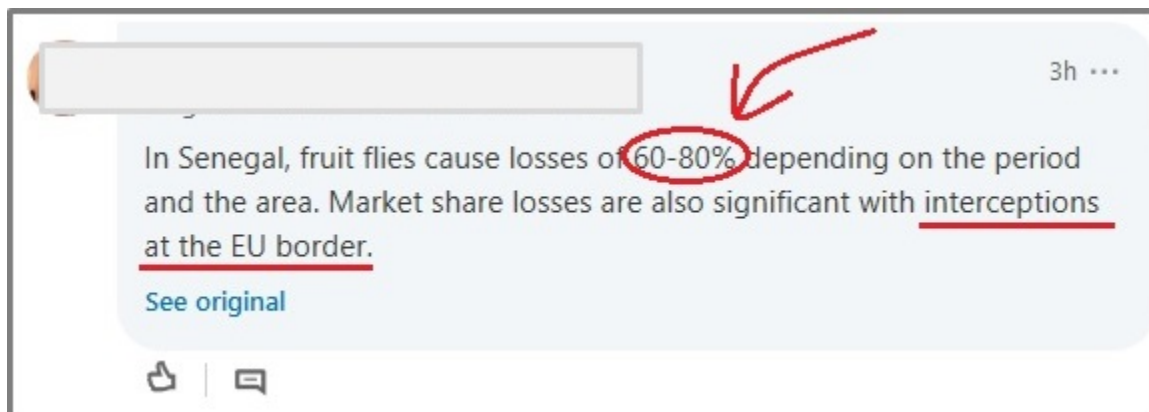 3h
In Senegal, fruit flies cause losses of 60-80% depending on the period
and the area. Market share losses are also significant with interceptions
at the EU border.
See original